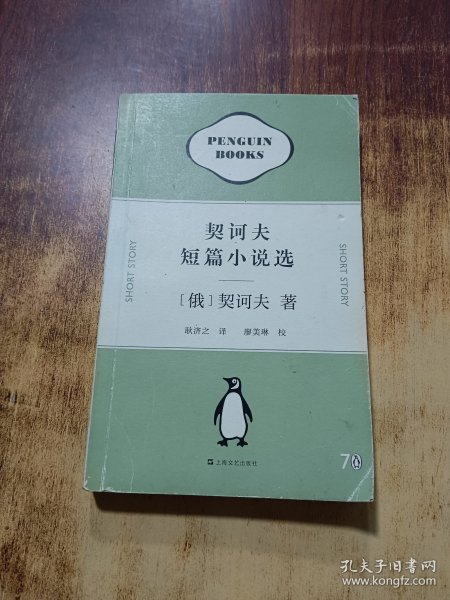 PENGUIN
BOOKS
契诃夫
短篇小说选
SHORT STORY
SHORT STORY
[俄]契诃夫 著
耿济之 译 廖美琳 校
上海文艺出版社
70
孔夫子旧书网
www.kongfz.com